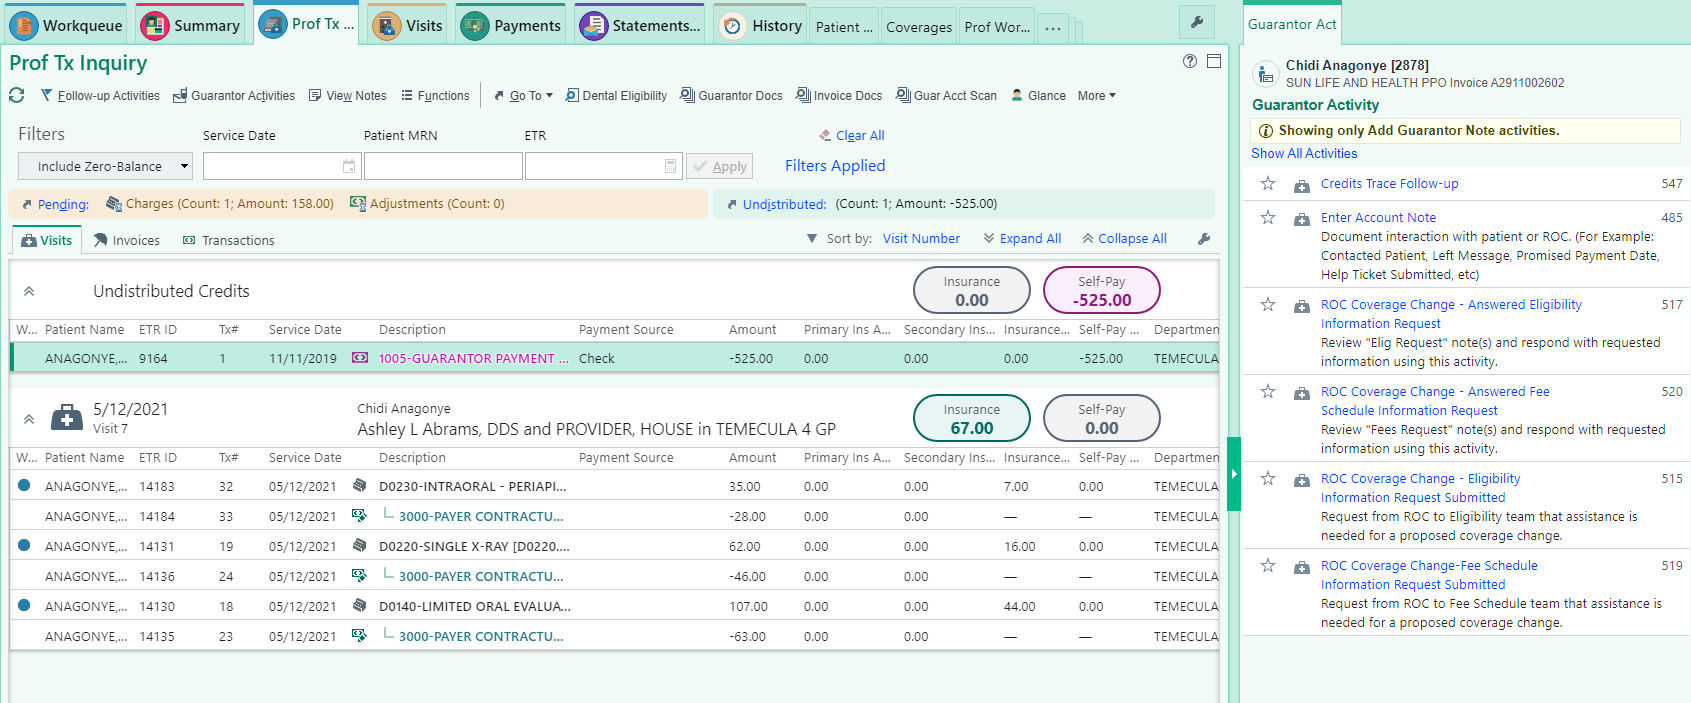 Workqueue Summary Prof Tx ... Visits Payments Statements... History Patient ... Coverages Prof Wor... ...
Prof Tx Inquiry
Follow-up Activities Guarantor Activities View Notes Functions Go To Dental Eligibility Guarantor Docs Invoice Docs Guar Acct Scan Glance More
Filters Service Date Patient MRN ETR Clear All
Include Zero-Balance Apply Filters Applied
Pending: Charges (Count: 1; Amount: 158.00) Adjustments (Count: 0) Undistributed: (Count: 1; Amount: -525.00)
Visits Invoices Transactions Sort by: Visit Number Expand All Collapse All
Undistributed Credits Insurance 0.00 Self-Pay -525.00
W... Patient Name ETR ID Tx# Service Date Description Payment Source Amount Primary Ins A... Secondary Ins... Insurance... Self-Pay ... Departmen
ANAGONYE,... 9164 1 11/11/2019 1005-GUARANTOR PAYMENT ... Check -525.00 0.00 0.00 0.00 -525.00 TEMECULA
5/12/2021 Chidi Anagonye Insurance 67.00 Self-Pay 0.00
Visit 7 Ashley L Abrams, DDS and PROVIDER, HOUSE in TEMECULA 4 GP
W... Patient Name ETR ID Tx# Service Date Description Payment Source Amount Primary Ins A... Secondary Ins... Insurance... Self-Pay ... Departmen
ANAGONYE,... 14183 32 05/12/2021 D0230-INTRAORAL - PERIAPI... 35.00 0.00 0.00 7.00 0.00 TEMECULA
ANAGONYE,... 14184 33 05/12/2021 3000-PAYER CONTRACTU... -28.00 0.00 0.00 — — TEMECULA
ANAGONYE,... 14131 19 05/12/2021 D0220-SINGLE X-RAY [D0220.... 62.00 0.00 0.00 16.00 0.00 TEMECULA
ANAGONYE,... 14136 24 05/12/2021 3000-PAYER CONTRACTU... -46.00 0.00 0.00 — — TEMECULA
ANAGONYE,... 14130 18 05/12/2021 D0140-LIMITED ORAL EVALUA... 107.00 0.00 0.00 44.00 0.00 TEMECULA
ANAGONYE,... 14135 23 05/12/2021 3000-PAYER CONTRACTU... -63.00 0.00 0.00 — — TEMECULA
Guarantor Act
Chidi Anagonye [2878]
SUN LIFE AND HEALTH PPO Invoice A2911002602
Guarantor Activity
Showing only Add Guarantor Note activities.
Show All Activities
Credits Trace Follow-up 547
Enter Account Note 485
Document interaction with patient or ROC. (For Example:
Contacted Patient, Left Message, Promised Payment Date,
Help Ticket Submitted, etc)
ROC Coverage Change - Answered Eligibility 517
Information Request
Review "Elig Request" note(s) and respond with requested
information using this activity.
ROC Coverage Change - Answered Fee 520
Schedule Information Request
Review "Fees Request" note(s) and respond with requested
information using this activity.
ROC Coverage Change - Eligibility 515
Information Request Submitted
Request from ROC to Eligibility team that assistance is
needed for a proposed coverage change.
ROC Coverage Change-Fee Schedule 519
Information Request Submitted
Request from ROC to Fee Schedule team that assistance is
needed for a proposed coverage change.